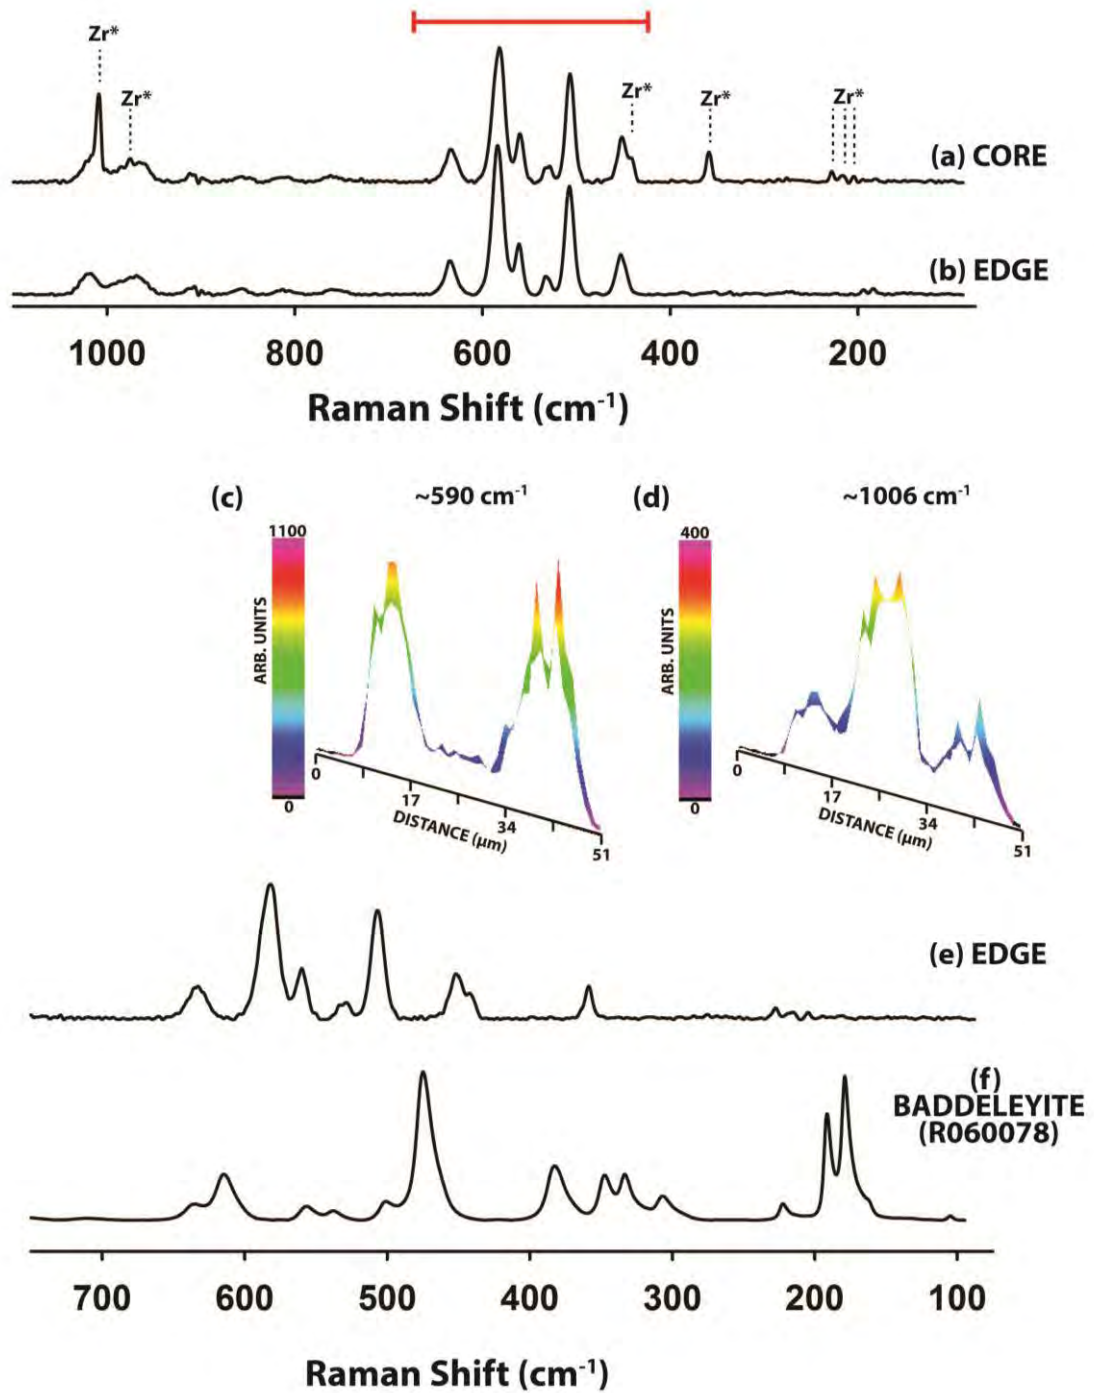 Zr*
Zr*
Zr*
Zr*
Zr*
(a) CORE
(b) EDGE
1000 800 600 400 200
Raman Shift (cm⁻¹)
(c) ~590 cm⁻¹
1100
ARB. UNITS
0
0
17
34
51
DISTANCE (μm)
(d) ~1006 cm⁻¹
400
ARB. UNITS
0
0
17
34
51
DISTANCE (μm)
(e) EDGE
(f)
BADDELEYITE
(R060078)
700 600 500 400 300 200 100
Raman Shift (cm⁻¹)